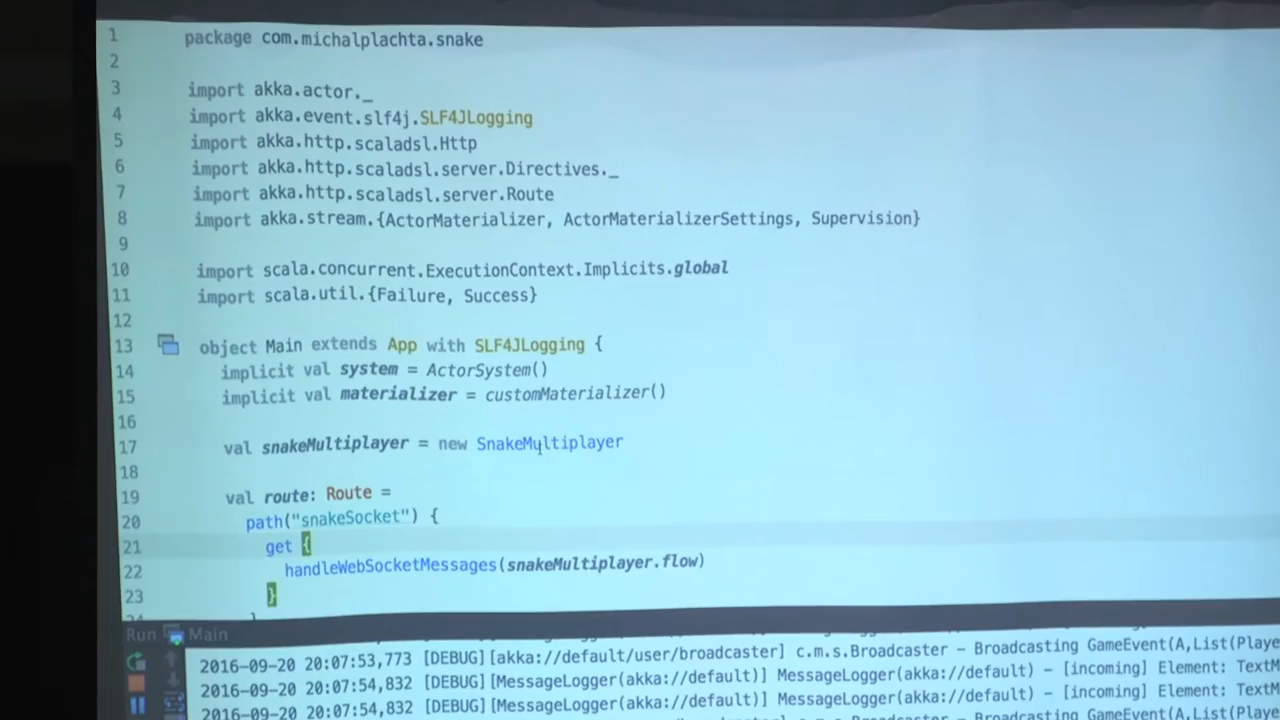 1 package com.michalplachta.snake
2
3 import akka.actor._
4 import akka.event.slf4j.SLF4JLogging
5 import akka.http.scaladsl.Http
6 import akka.http.scaladsl.server.Directives._
7 import akka.http.scaladsl.server.Route
8 import akka.stream.{ActorMaterializer, ActorMaterializerSettings, Supervision}
9
10 import scala.concurrent.ExecutionContext.Implicits.global
11 import scala.util.{Failure, Success}
12
13 object Main extends App with SLF4JLogging {
14 implicit val system = ActorSystem()
15 implicit val materializer = customMaterializer()
16
17 val snakeMultiplayer = new SnakeMultiplayer
18
19 val route: Route =
20 path("snakeSocket") {
21 get {
22 handleWebSocketMessages(snakeMultiplayer.flow)
23 }
Run Main
2016-09-20 20:07:53,773 [DEBUG][akka://default/user/broadcaster] c.m.s.Broadcaster - Broadcasting GameEvent(A,List(Playe
2016-09-20 20:07:54,832 [DEBUG][MessageLogger(akka://default)] MessageLogger(akka://default) - [incoming] Element: TextM
2016-09-20 20:07:54,832 [DEBUG][MessageLogger(akka://default)] MessageLogger(akka://default) - [incoming] Element: TextM